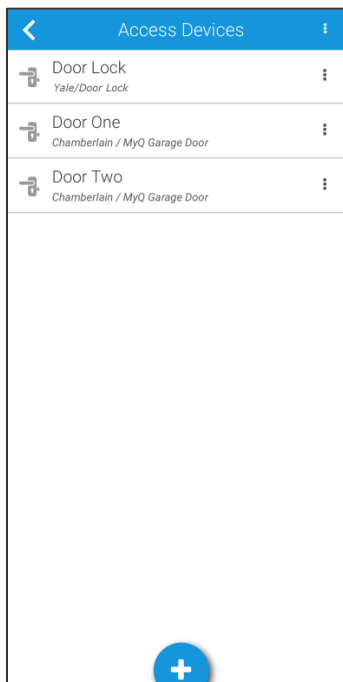 Access Devices
Door Lock
Yale/Door Lock
Door One
Chamberlain / MyQ Garage Door
Door Two
Chamberlain / MyQ Garage Door